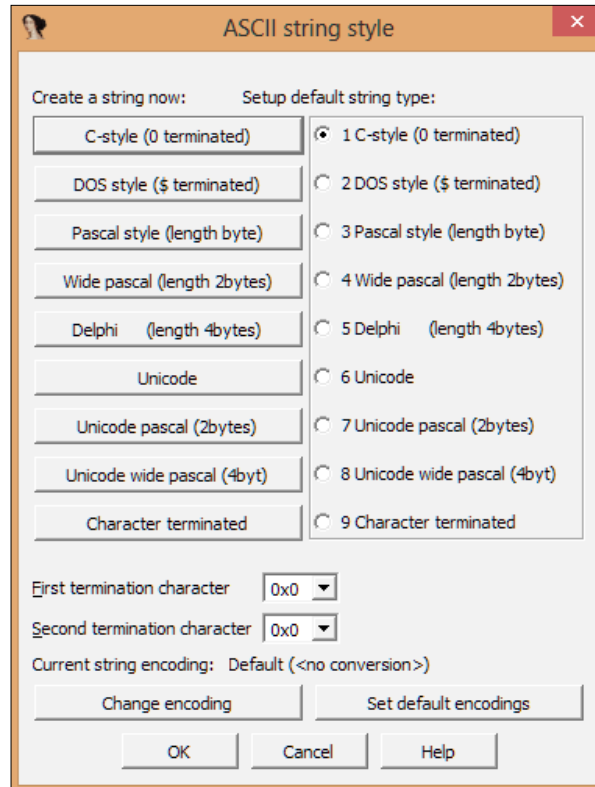 ASCII string style
Create a string now: Setup default string type:
C-style (0 terminated) 1 C-style (0 terminated)
DOS style ($ terminated) 2 DOS style ($ terminated)
Pascal style (length byte) 3 Pascal style (length byte)
Wide pascal (length 2bytes) 4 Wide pascal (length 2bytes)
Delphi (length 4bytes) 5 Delphi (length 4bytes)
Unicode 6 Unicode
Unicode pascal (2bytes) 7 Unicode pascal (2bytes)
Unicode wide pascal (4byt) 8 Unicode wide pascal (4byt)
Character terminated 9 Character terminated
First termination character 0x0
Second termination character 0x0
Current string encoding: Default (<no conversion>)
Change encoding Set default encodings
OK Cancel Help